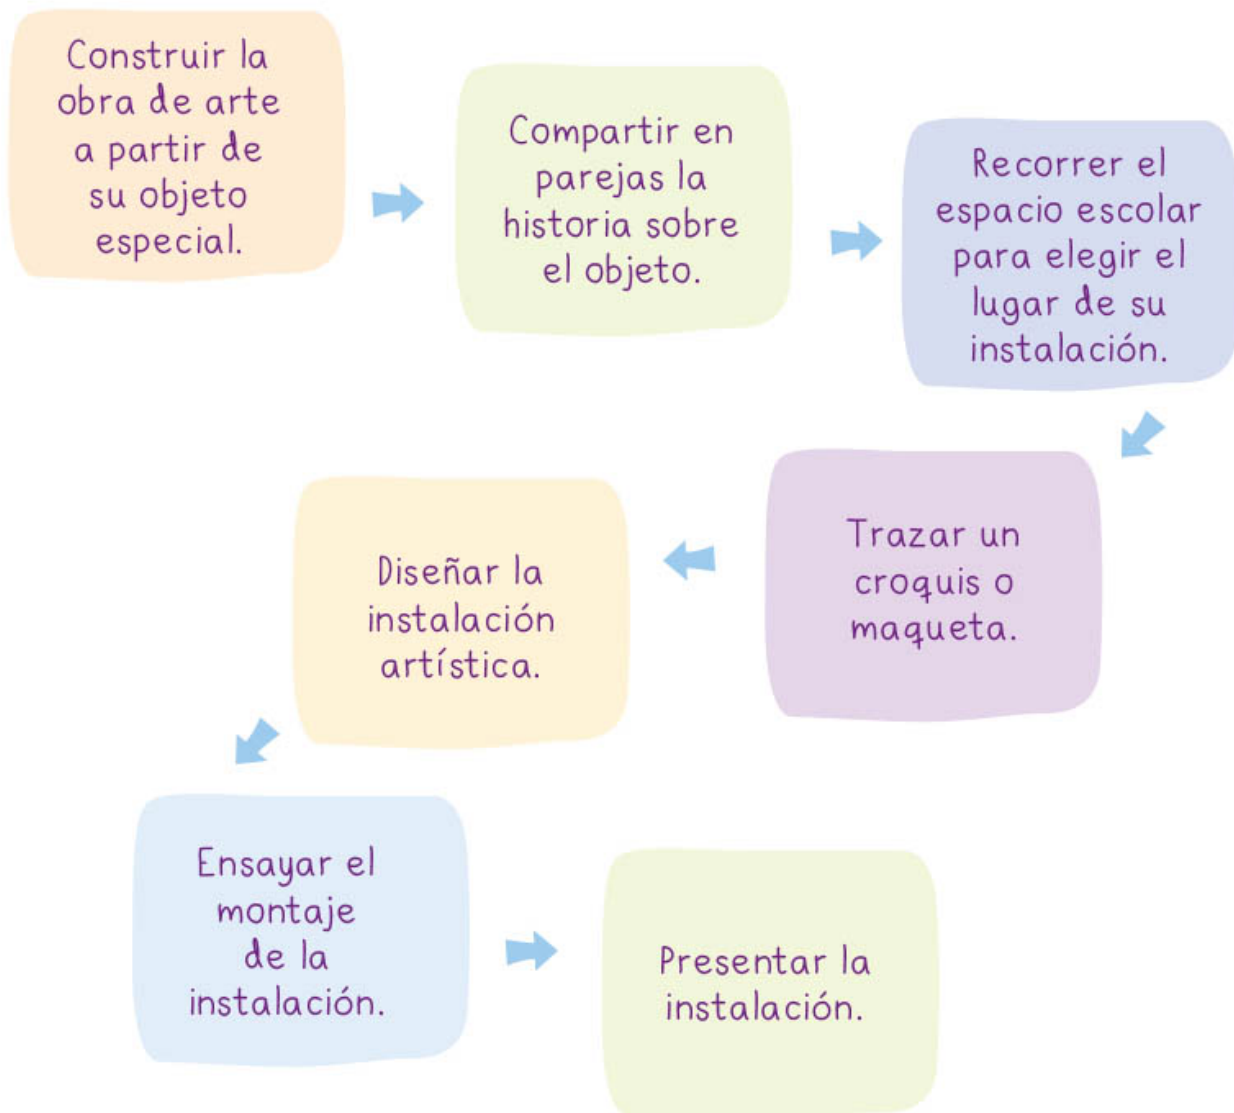 Construir la
obra de arte
a partir de
su objeto
especial.
Compartir en
parejas la
historia sobre
el objeto.
Recorrer el
espacio escolar
para elegir el
lugar de su
instalación.
Trazar un
croquis o
maqueta.
Diseñar la
instalación
artística.
Ensayar el
montaje
de la
instalación.
Presentar la
instalación.